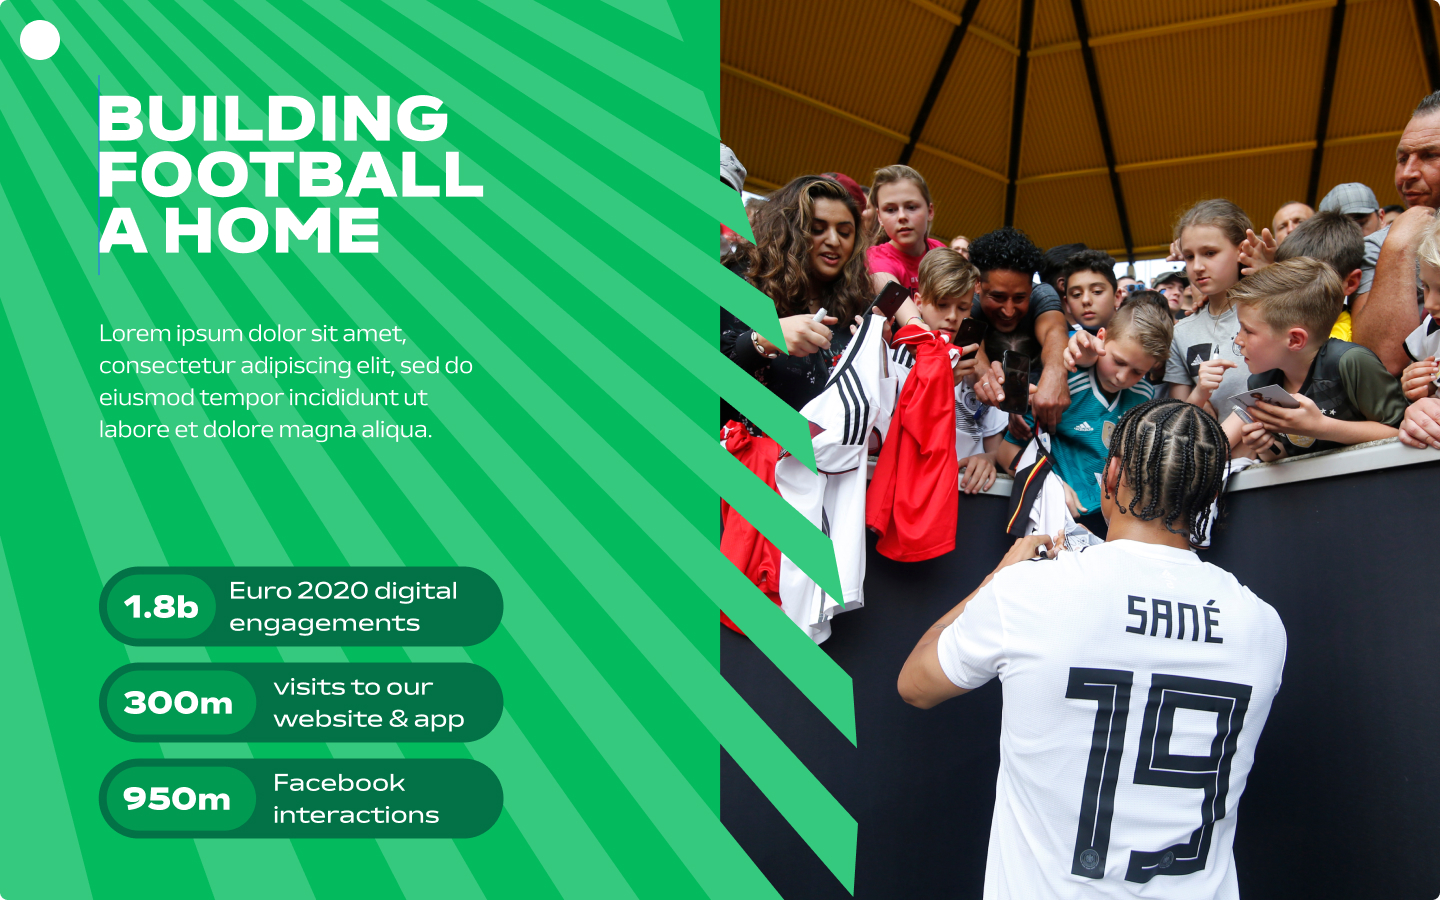 BUILDING
FOOTBALL
A HOME
Lorem ipsum dolor sit amet,
consectetur adipiscing elit, sed do
eiusmod tempor incididunt ut
labore et dolore magna aliqua.
1.8b
Euro 2020 digital
engagements
300m
visits to our
website & app
950m
Facebook
interactions
SANÉ
19